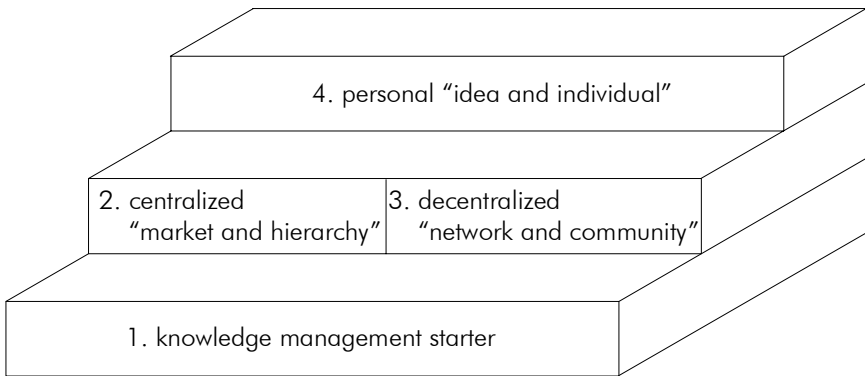 4. personal “idea and individual”
2. centralized
“market and hierarchy”
3. decentralized
“network and community”
1. knowledge management starter